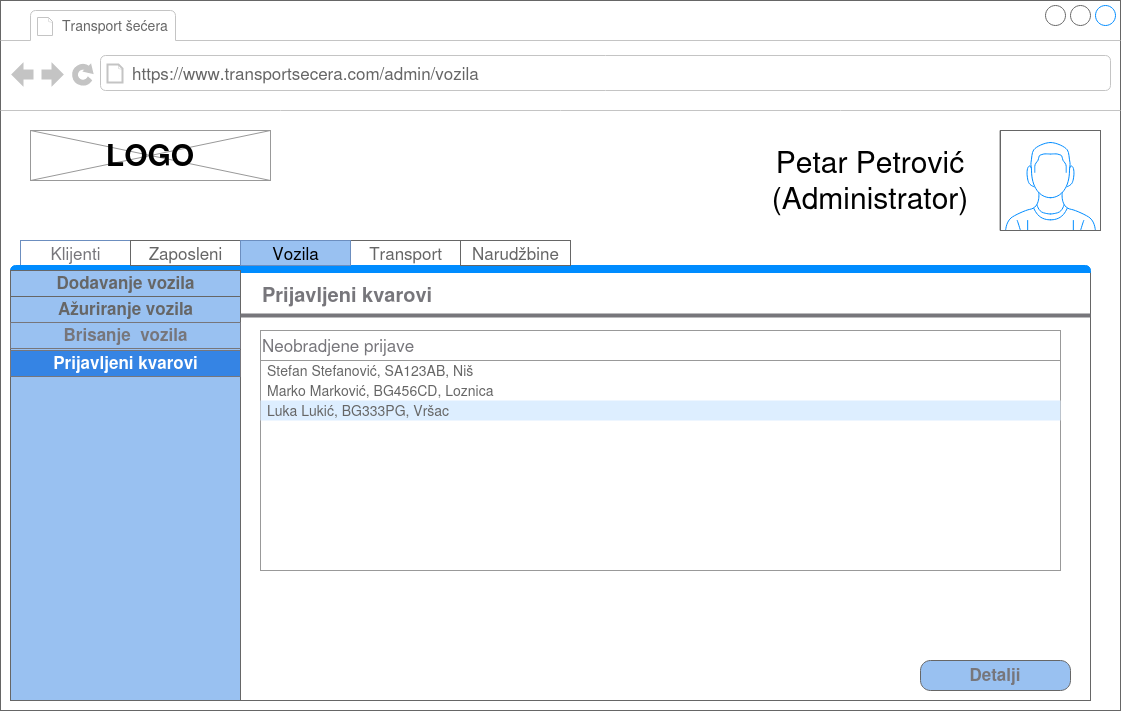 Transport šećera
https://www.transportsecera.com/admin/vozila
LOGO
Petar Petrović
(Administrator)
Klijenti
Zaposleni
Vozila
Transport
Narudžbine
Dodavanje vozila
Ažuriranje vozila
Brisanje  vozila
Prijavljeni kvarovi
Prijavljeni kvarovi
Neobradjene prijave
Stefan Stefanović, SA123AB, Niš
Marko Marković, BG456CD, Loznica
Luka Lukić, BG333PG, Vršac
Detalji